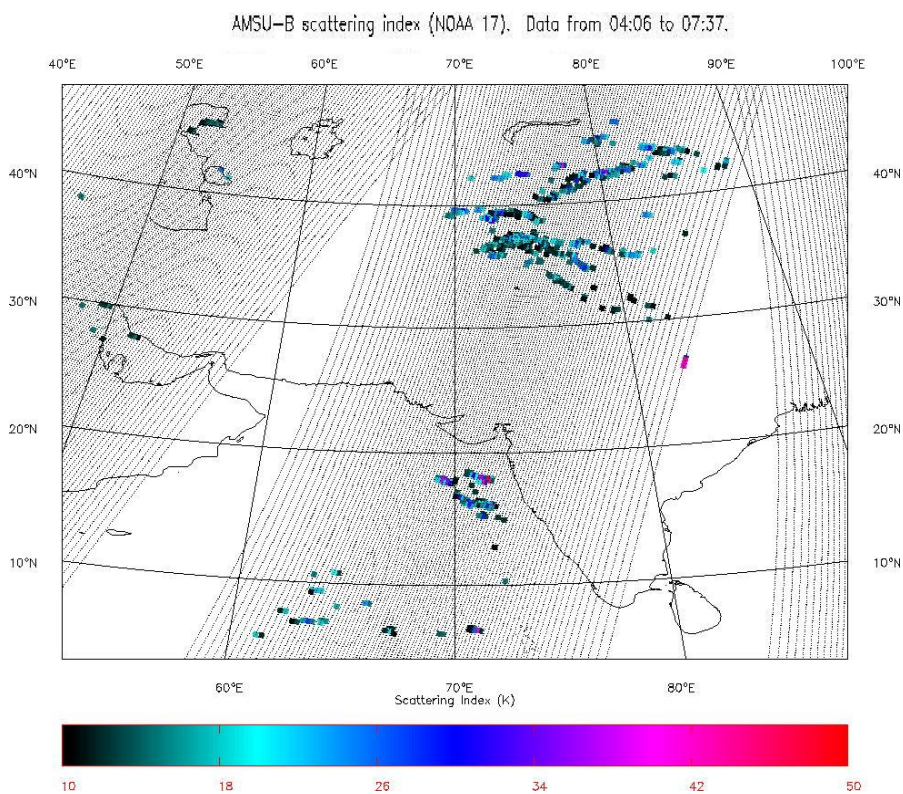 AMSU-B scattering index (NOAA 17). Data from 04:06 to 07:37.
40°E 50°E 60°E 70°E 80°E 90°E 100°E
40°N 40°N
30°N 30°N
20°N 20°N
10°N 10°N
60°E 70°E 80°E
Scattering Index (K)
10 18 26 34 42 50